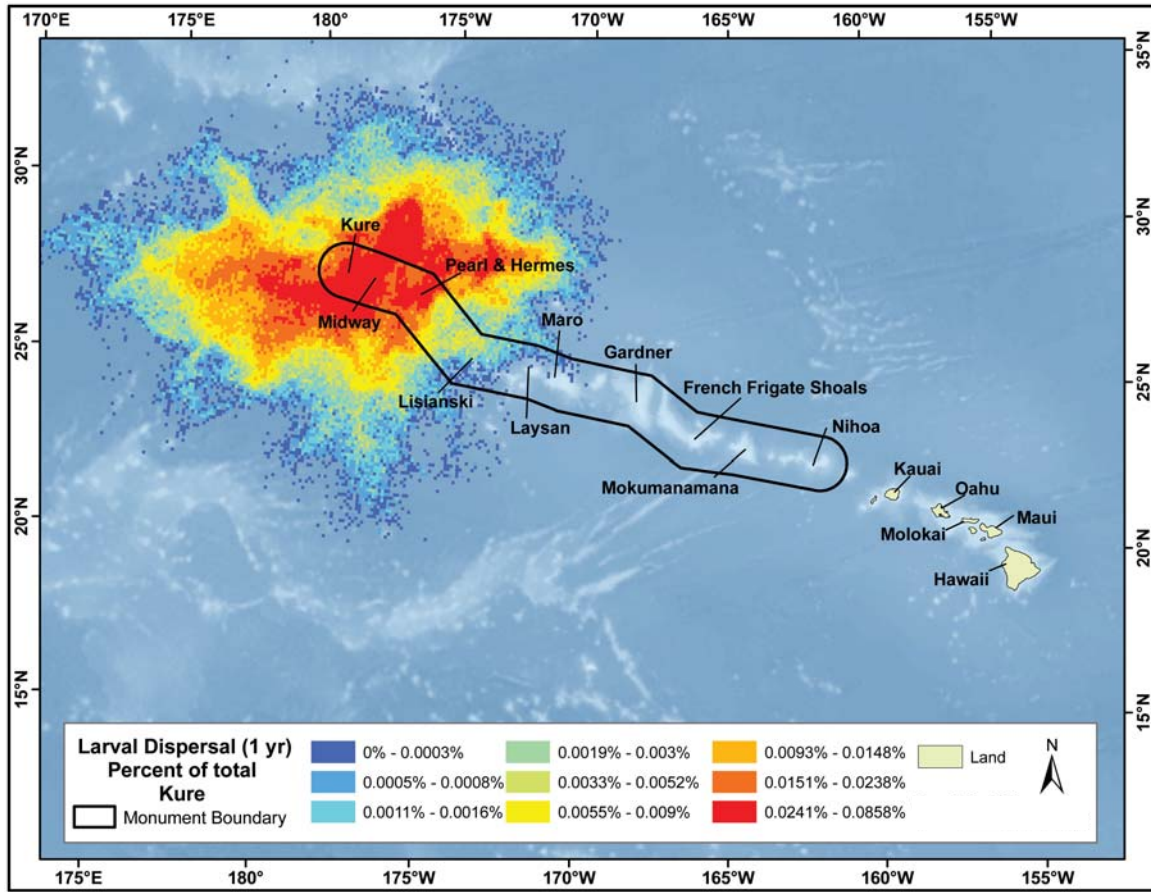 170°E 175°E 180° 175°W 170°W 165°W 160°W 155°W
35°N
30°N
30°N
Kure
Pearl & Hermes
Midway
25°N
Maro
Gardner
25°N
French Frigate Shoals
Lisianski
Laysan
Nihoa
Mokumanamana
Kauai
Oahu
20°N
Molokai
Maui
20°N
Hawaii
15°N
15°N
Larval Dispersal (1 yr)
Percent of total
Kure
Monument Boundary
0% - 0.0003%
0.0005% - 0.0008%
0.0011% - 0.0016%
0.0019% - 0.003%
0.0033% - 0.0052%
0.0055% - 0.009%
0.0093% - 0.0148%
0.0151% - 0.0238%
0.0241% - 0.0858%
Land
N
175°E 180° 175°W 170°W 165°W 160°W 155°W